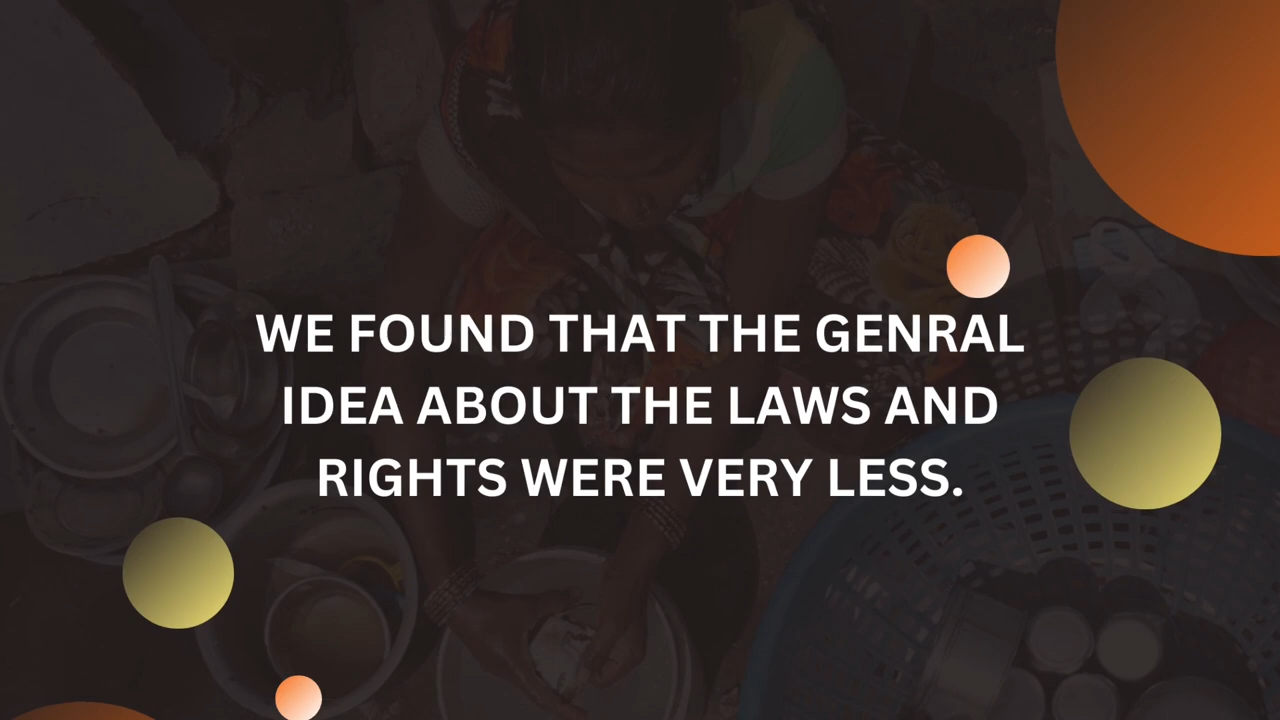 WE FOUND THAT THE GENRAL
IDEA ABOUT THE LAWS AND
RIGHTS WERE VERY LESS.